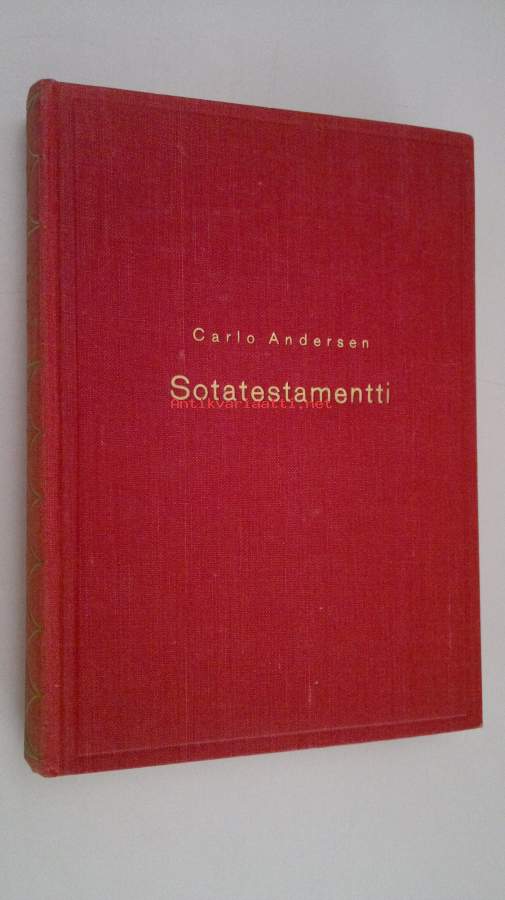 Carlo Andersen
Sotatestamentti
Antikvariaatti.net